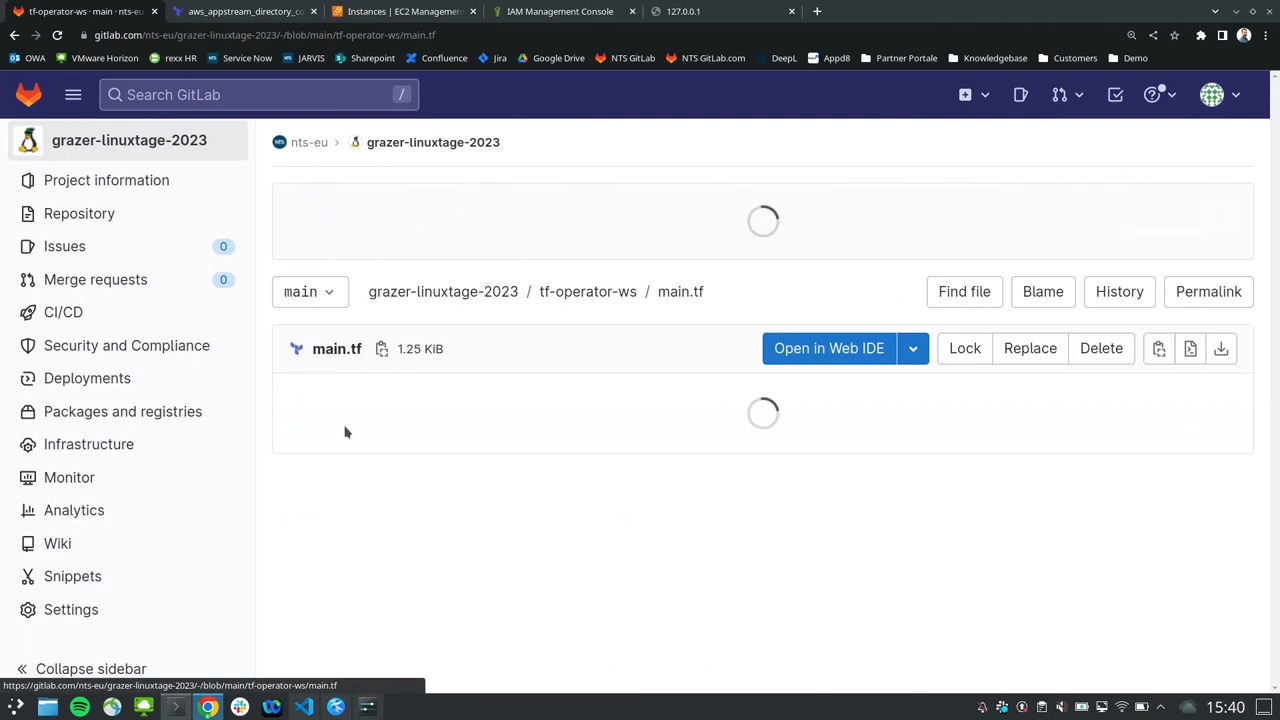 tf-operator-ws · main · nts-eu
aws_appstream_directory_co
Instances | EC2 Managemen
IAM Management Console
127.0.0.1
gitlab.com/nts-eu/grazer-linuxtage-2023/-/blob/main/tf-operator-ws/main.tf
OWA
VMware Horizon
rexx HR
Service Now
JARVIS
Sharepoint
Confluence
Jira
Google Drive
NTS GitLab
NTS GitLab.com
DeepL
Appd8
Partner Portale
Knowledgebase
Customers
Demo
Search GitLab
/
grazer-linuxtage-2023
nts-eu > grazer-linuxtage-2023
Project information
Repository
Issues 0
Merge requests 0
CI/CD
Security and Compliance
Deployments
Packages and registries
Infrastructure
Monitor
Analytics
Wiki
Snippets
Settings
Collapse sidebar
main
grazer-linuxtage-2023 / tf-operator-ws / main.tf
Find file
Blame
History
Permalink
main.tf
1.25 KiB
Open in Web IDE
Lock
Replace
Delete
https://gitlab.com/nts-eu/grazer-linuxtage-2023/-/blob/main/tf-operator-ws/main.tf
15:40